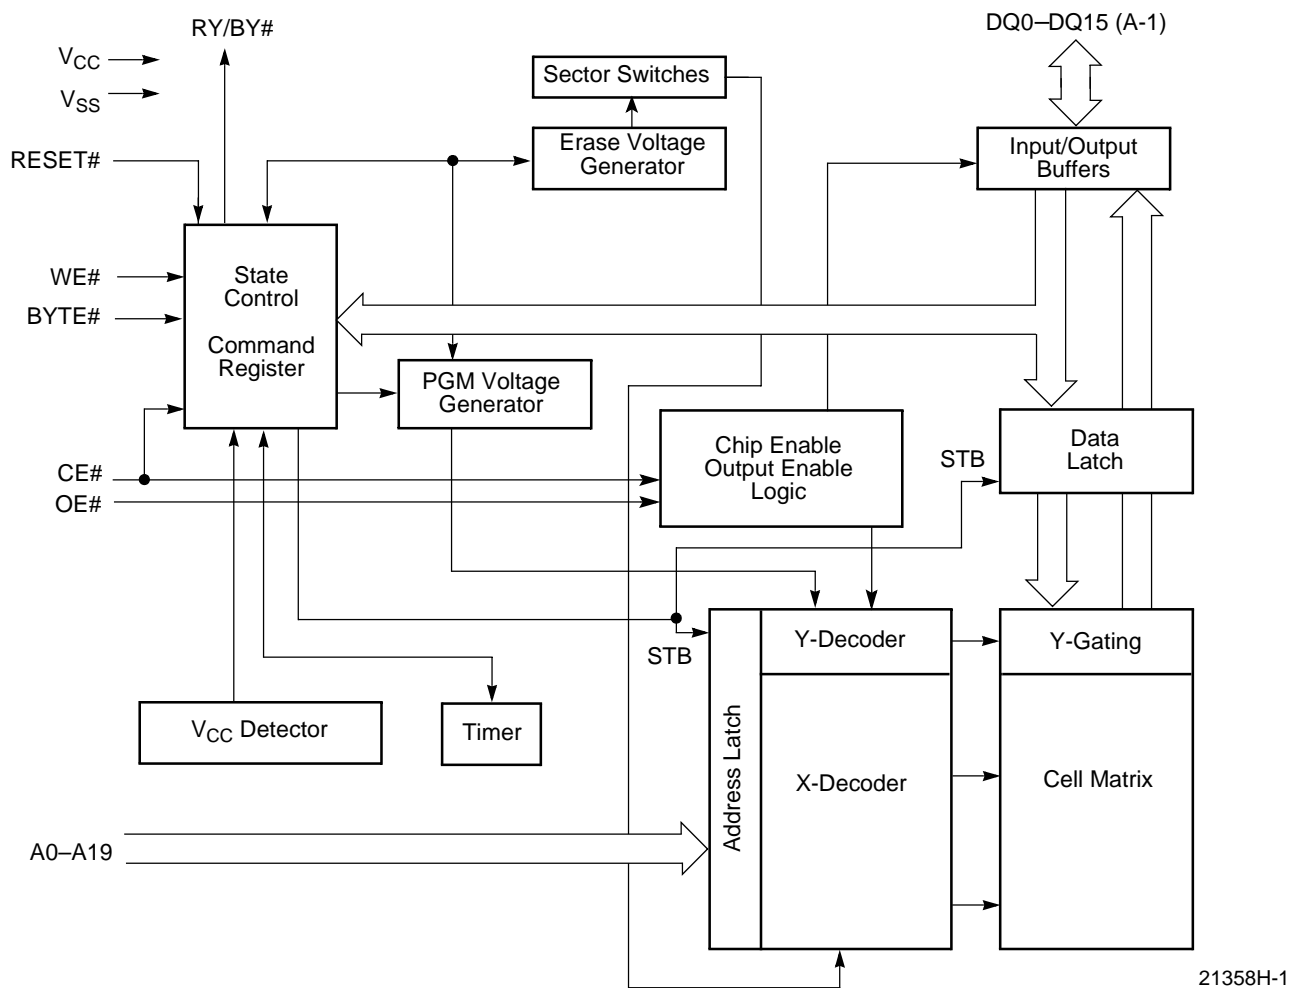 RY/BY#
DQ0–DQ15 (A-1)
VCC
VSS
Sector Switches
RESET#
Erase Voltage
Generator
Input/Output
Buffers
WE#
BYTE#
State
Control
Command
Register
PGM Voltage
Generator
CE#
OE#
Chip Enable
Output Enable
Logic
STB
Data
Latch
STB
Y-Decoder
Y-Gating
VCC Detector
Timer
Address Latch
X-Decoder
Cell Matrix
A0–A19
21358H-1